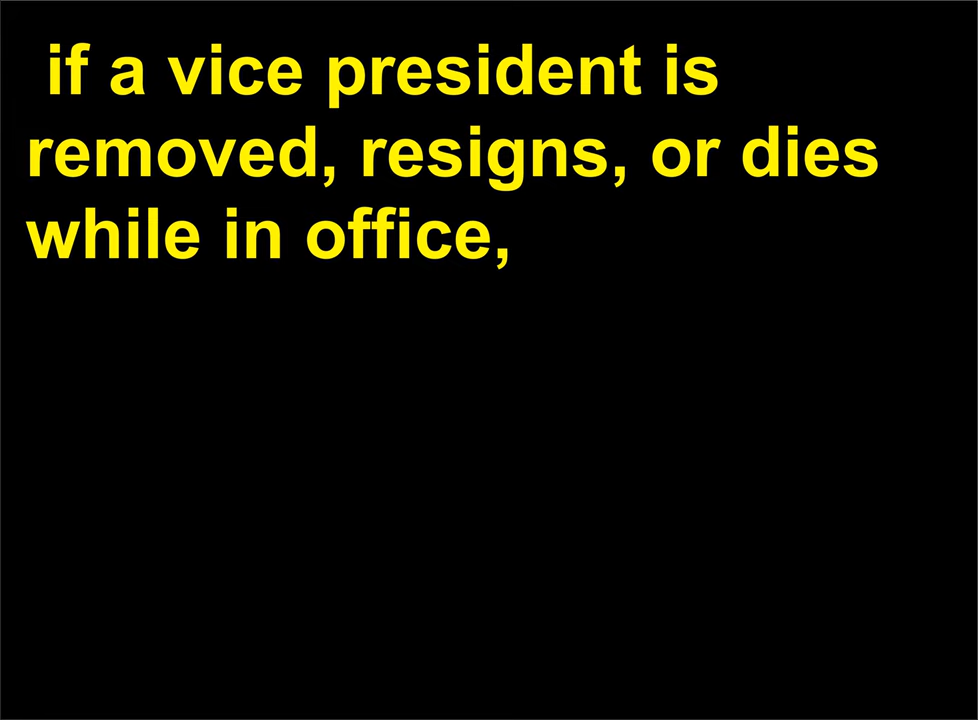 if a vice president is
removed, resigns, or dies
while in office,